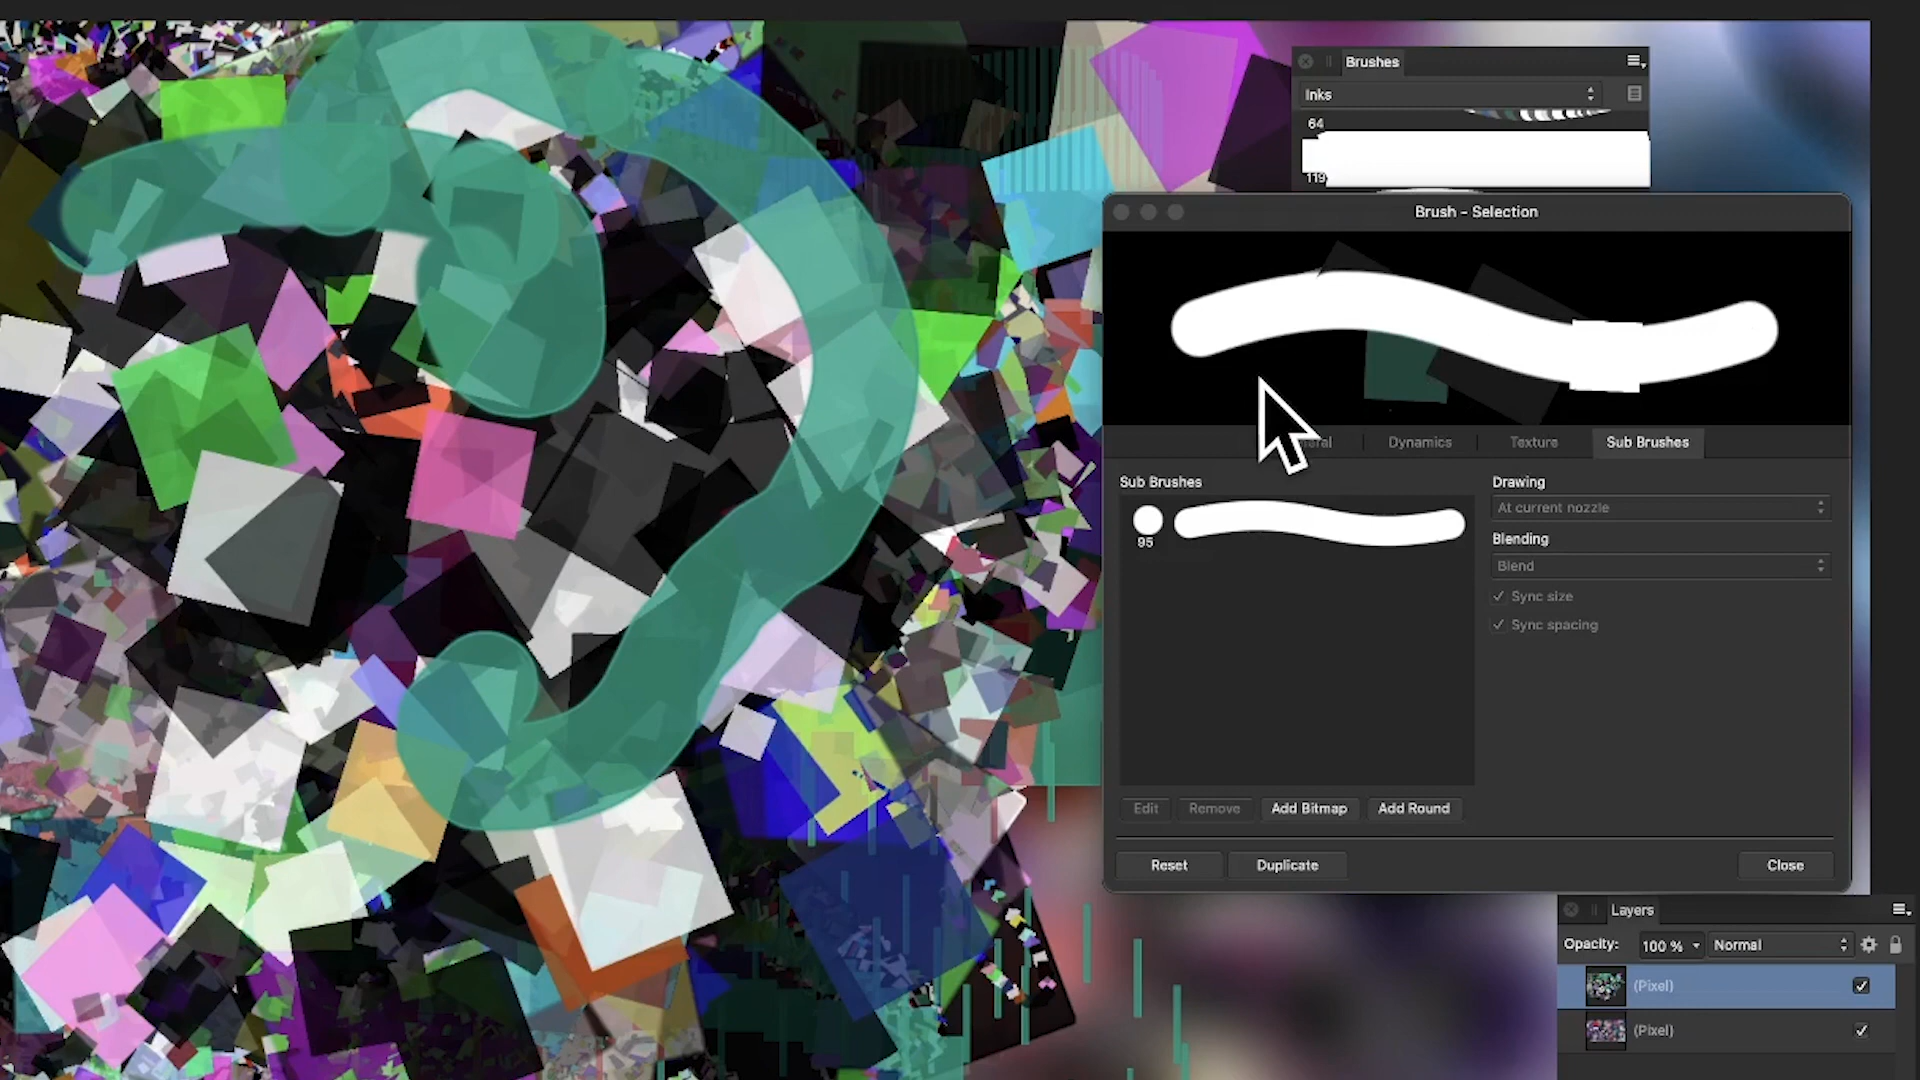 Brushes
Inks
64
119
Brush - Selection
Dynamics
Texture
Sub Brushes
Sub Brushes
95
Drawing
At current nozzle
Blending
Blend
Sync size
Sync spacing
Edit
Remove
Add Bitmap
Add Round
Reset
Duplicate
Close
Layers
Opacity:
100 %
Normal
(Pixel)
(Pixel)